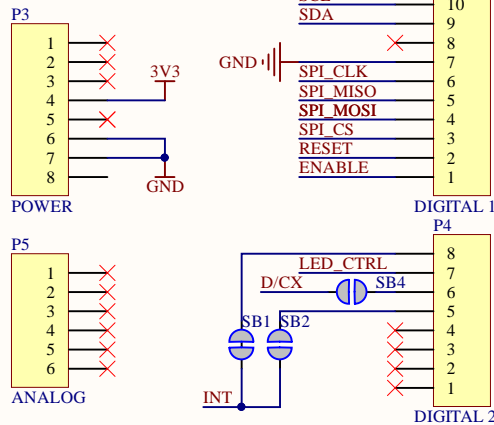 P3
1
2
3
4
5
6
7
8
3V3
GND
POWER
SDA
GND
SPI_CLK
SPI_MISO
SPI_MOSI
SPI_CS
RESET
ENABLE
10
9
8
7
6
5
4
3
2
1
DIGITAL 1
P5
1
2
3
4
5
6
ANALOG
P4
LED_CTRL
D/CX
SB4
SB1
SB2
INT
8
7
6
5
4
3
2
1
DIGITAL 2